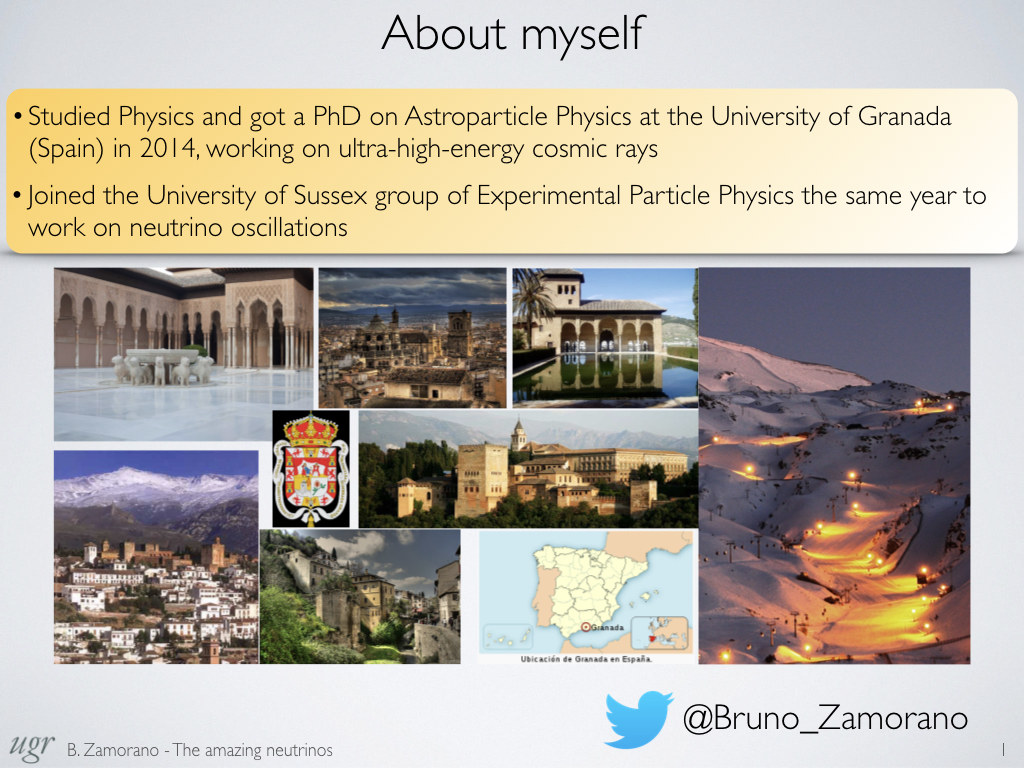 About myself
• Studied Physics and got a PhD on Astroparticle Physics at the University of Granada
(Spain) in 2014, working on ultra-high-energy cosmic rays
• Joined the University of Sussex group of Experimental Particle Physics the same year to
work on neutrino oscillations
Granada
Ubicación de Granada en España.
@Bruno_Zamorano
ugr
B. Zamorano - The amazing neutrinos
1